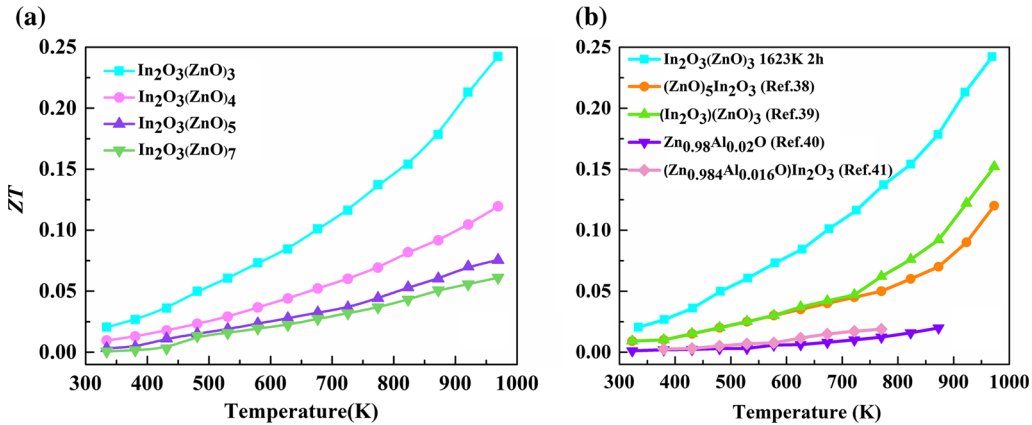 (a)
0.25
0.20
0.15
0.10
0.05
0.00
ZT
In2O3(ZnO)3
In2O3(ZnO)4
In2O3(ZnO)5
In2O3(ZnO)7
300 400 500 600 700 800 900 1000
Temperature(K)
(b)
0.25
0.20
0.15
0.10
0.05
0.00
In2O3(ZnO)3 1623K 2h
(ZnO)5In2O3 (Ref.38)
(In2O3)(ZnO)3 (Ref.39)
Zn0.98Al0.02O (Ref.40)
(Zn0.984Al0.016O)In2O3 (Ref.41)
300 400 500 600 700 800 900 1000
Temperature (K)